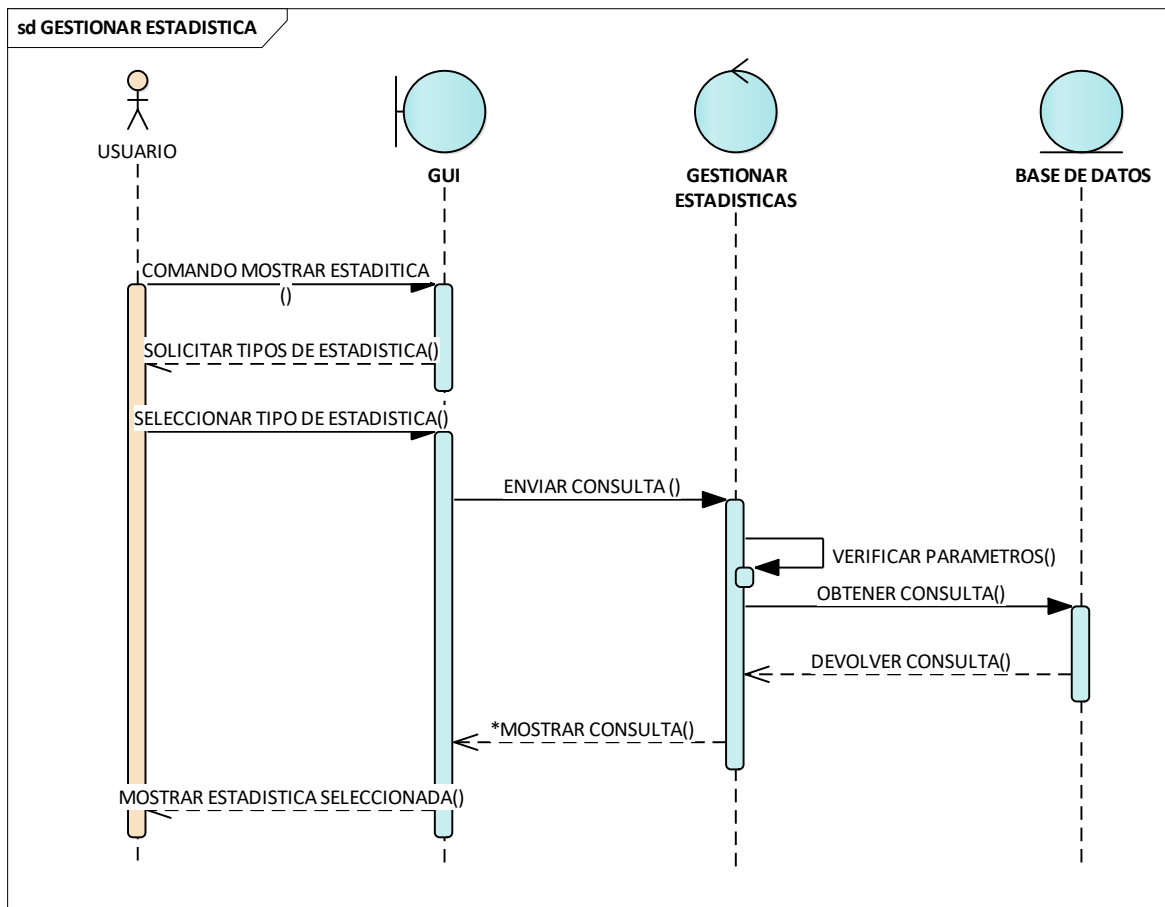 sd GESTIONAR ESTADISTICA
USUARIO
GUI
GESTIONAR
ESTADISTICAS
BASE DE DATOS
COMANDO MOSTRAR ESTADITICA
()
SOLICITAR TIPOS DE ESTADISTICA()
SELECCIONAR TIPO DE ESTADISTICA()
ENVIAR CONSULTA ()
VERIFICAR PARAMETROS()
OBTENER CONSULTA()
DEVOLVER CONSULTA()
*MOSTRAR CONSULTA()
MOSTRAR ESTADISTICA SELECCIONADA()